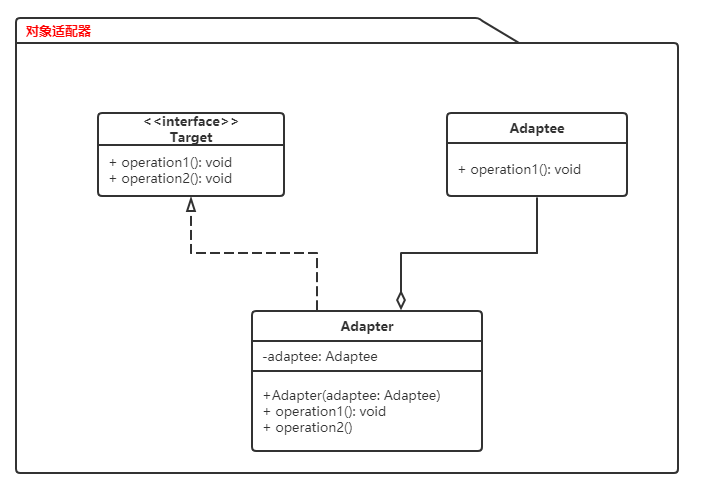 对象适配器
<<interface>>
Target
+ operation1(): void
+ operation2(): void
Adaptee
+ operation1(): void
Adapter
-adaptee: Adaptee
+Adapter(adaptee: Adaptee)
+ operation1(): void
+ operation2()